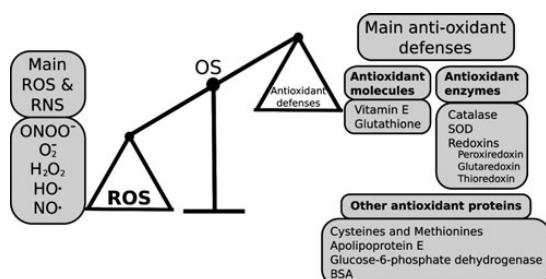 Main
ROS &
RNS
ONOO⁻
O₂⁻
H₂O₂
HO·
NO·
ROS
OS
Antioxidant
defenses
Main anti-oxidant
defenses
Antioxidant
molecules
Vitamin E
Glutathione
Antioxidant
enzymes
Catalase
SOD
Redoxins
Peroxiredoxin
Glutaredoxin
Thioredoxin
Other antioxidant proteins
Cysteines and Methionines
Apolipoprotein E
Glucose-6-phosphate dehydrogenase
BSA